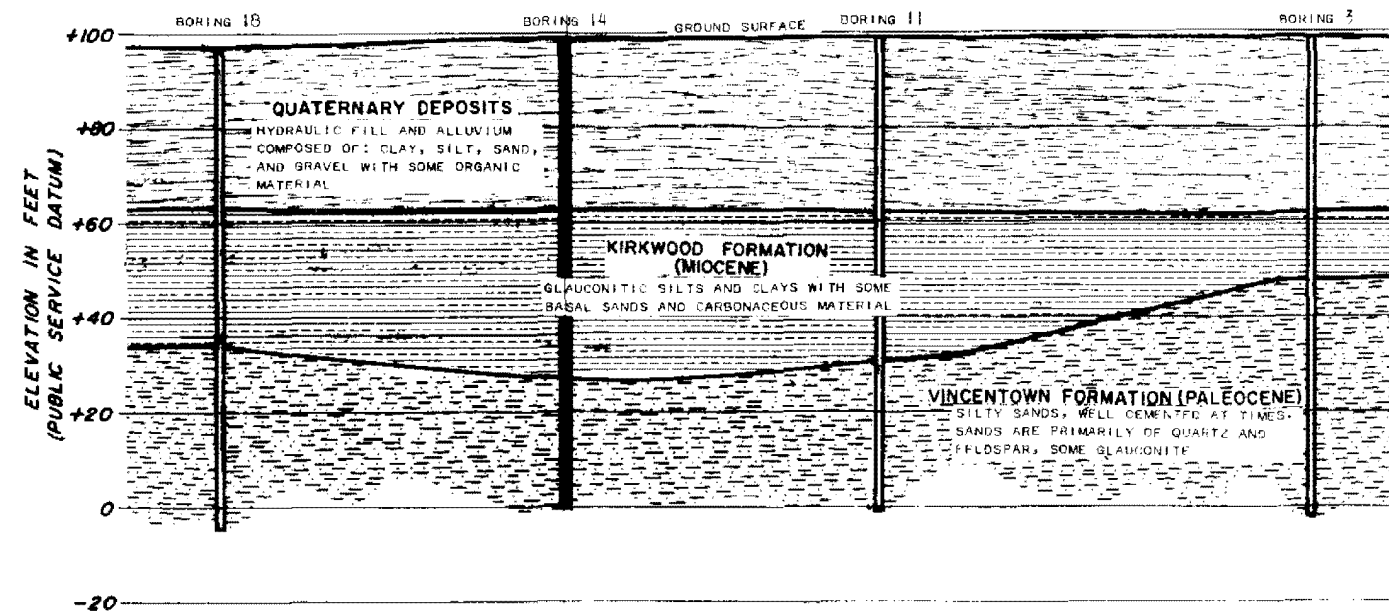 BORING 18
BORING 14
GROUND SURFACE
BORING 11
BORING 3
+100
+80
+60
+40
+20
0
-20
ELEVATION IN FEET
(PUBLIC SERVICE DATUM)
QUATERNARY DEPOSITS
HYDRAULIC FILL AND ALLUVIUM
COMPOSED OF: CLAY, SILT, SAND,
AND GRAVEL WITH SOME ORGANIC
MATERIAL
KIRKWOOD FORMATION
(MIOCENE)
GLAUCONITIC SILTS AND CLAYS WITH SOME
BASAL SANDS AND CARBONACEOUS MATERIAL
VINCENTOWN FORMATION (PALEOCENE)
SILTY SANDS, WELL CEMENTED AT TIMES.
SANDS ARE PRIMARILY OF QUARTZ AND
FELDSPAR, SOME GLAUCONITE